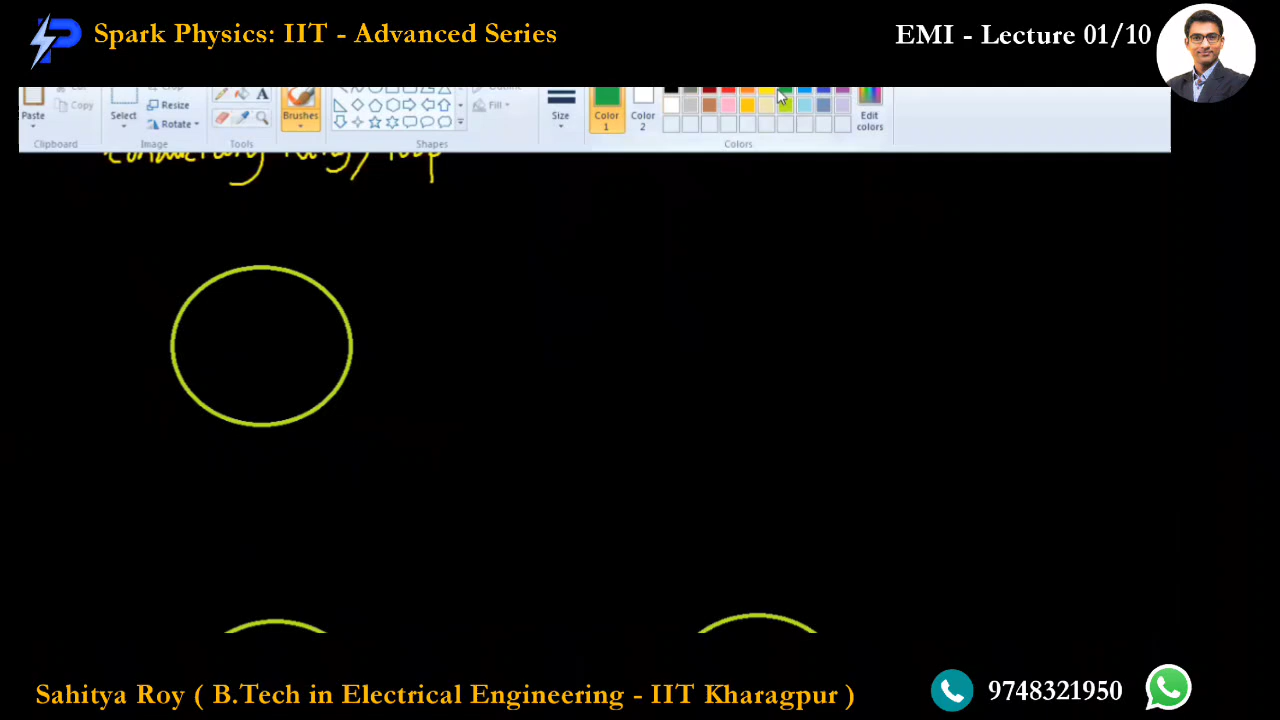 Spark Physics: IIT - Advanced Series
EMI - Lecture 01/10
Paste
Copy
Select
Resize
Rotate
A
Brushes
Fill
Size
Color 1
Color 2
Edit colors
Clipboard
Image
Tools
Shapes
Colors
Sahitya Roy ( B.Tech in Electrical Engineering - IIT Kharagpur )
9748321950